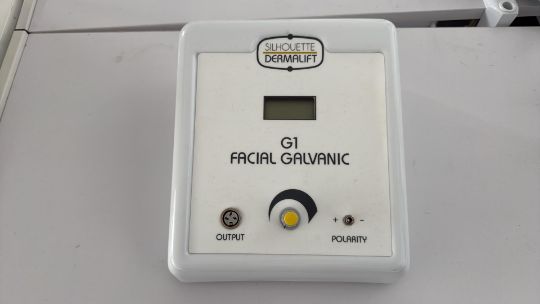 SILHOUETTE
DERMALIFT
G1
FACIAL GALVANIC
+ -
OUTPUT
POLARITY